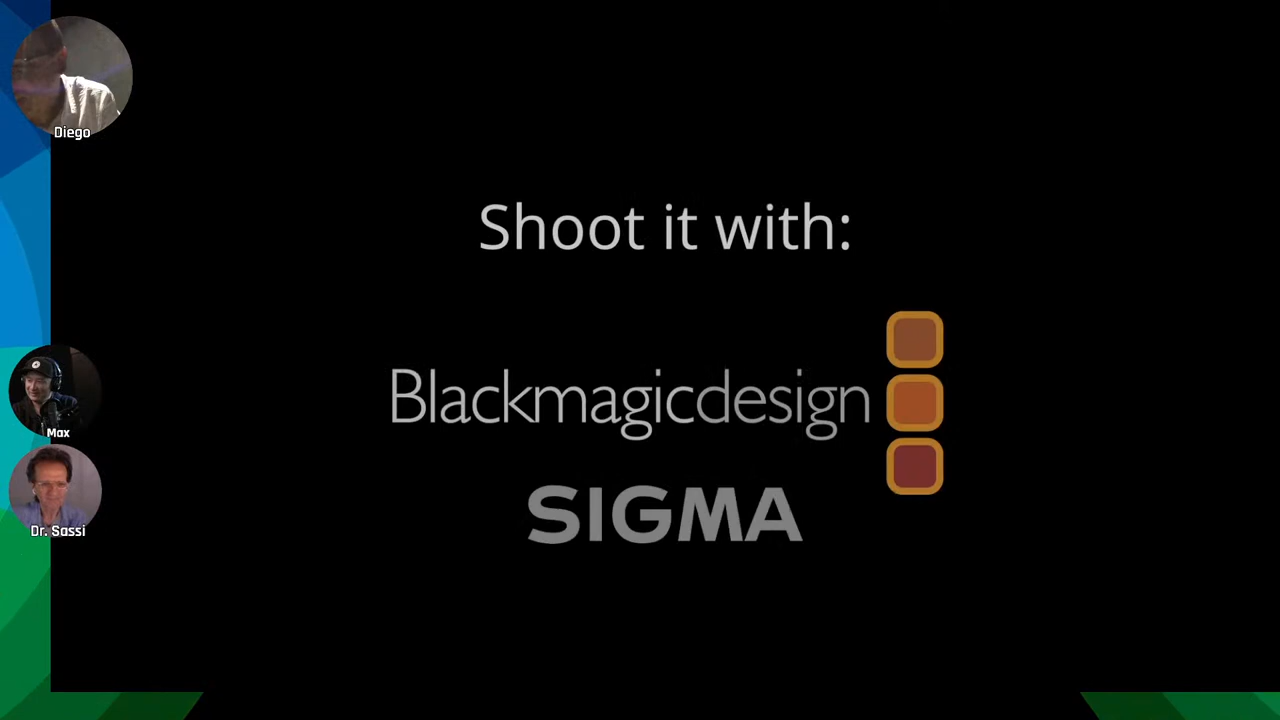 Diego
Shoot it with:
Blackmagicdesign
SIGMA
Max
Dr. Sassi